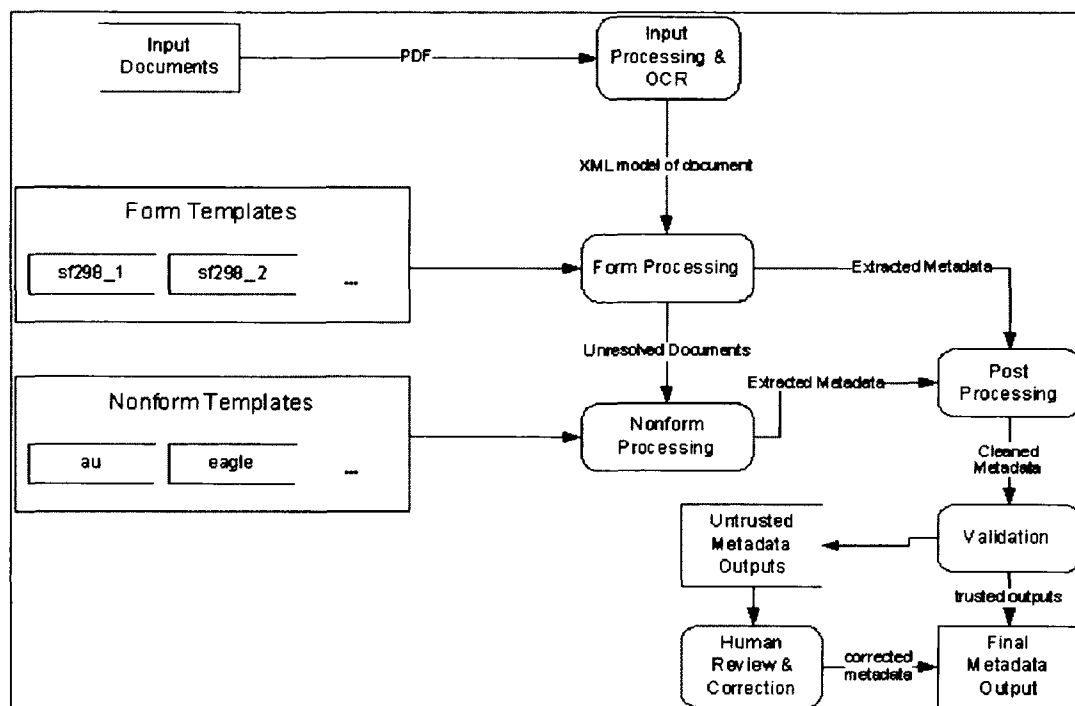 Input
Documents
PDF
Input
Processing &
OCR
XML model of document
Form Templates
sf298_1
sf298_2
...
Form Processing
Extracted Metadata
Unresolved Documents
Nonform Templates
au
eagle
...
Nonform
Processing
Extracted Metadata
Post
Processing
Cleaned
Metadata
Untrusted
Metadata
Outputs
Validation
trusted outputs
Human
Review &
Correction
corrected
metadata
Final
Metadata
Output